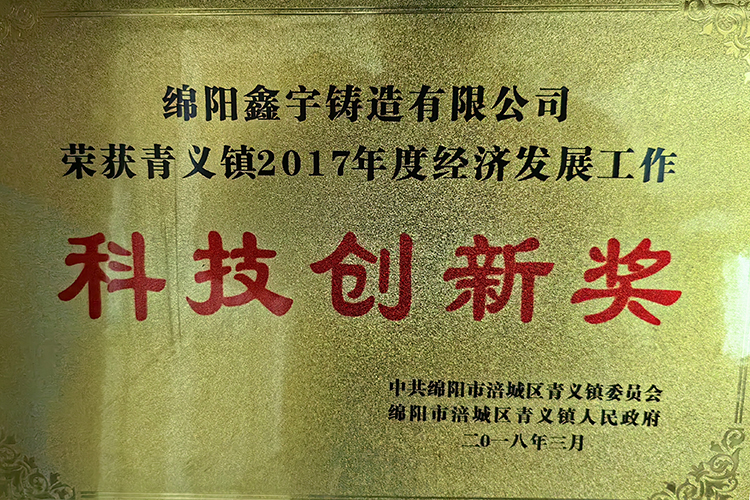 绵阳鑫宇铸造有限公司
荣获青义镇2017年度经济发展工作
科技创新奖
中共绵阳市涪城区青义镇委员会
绵阳市涪城区青义镇人民政府
二〇一八年三月